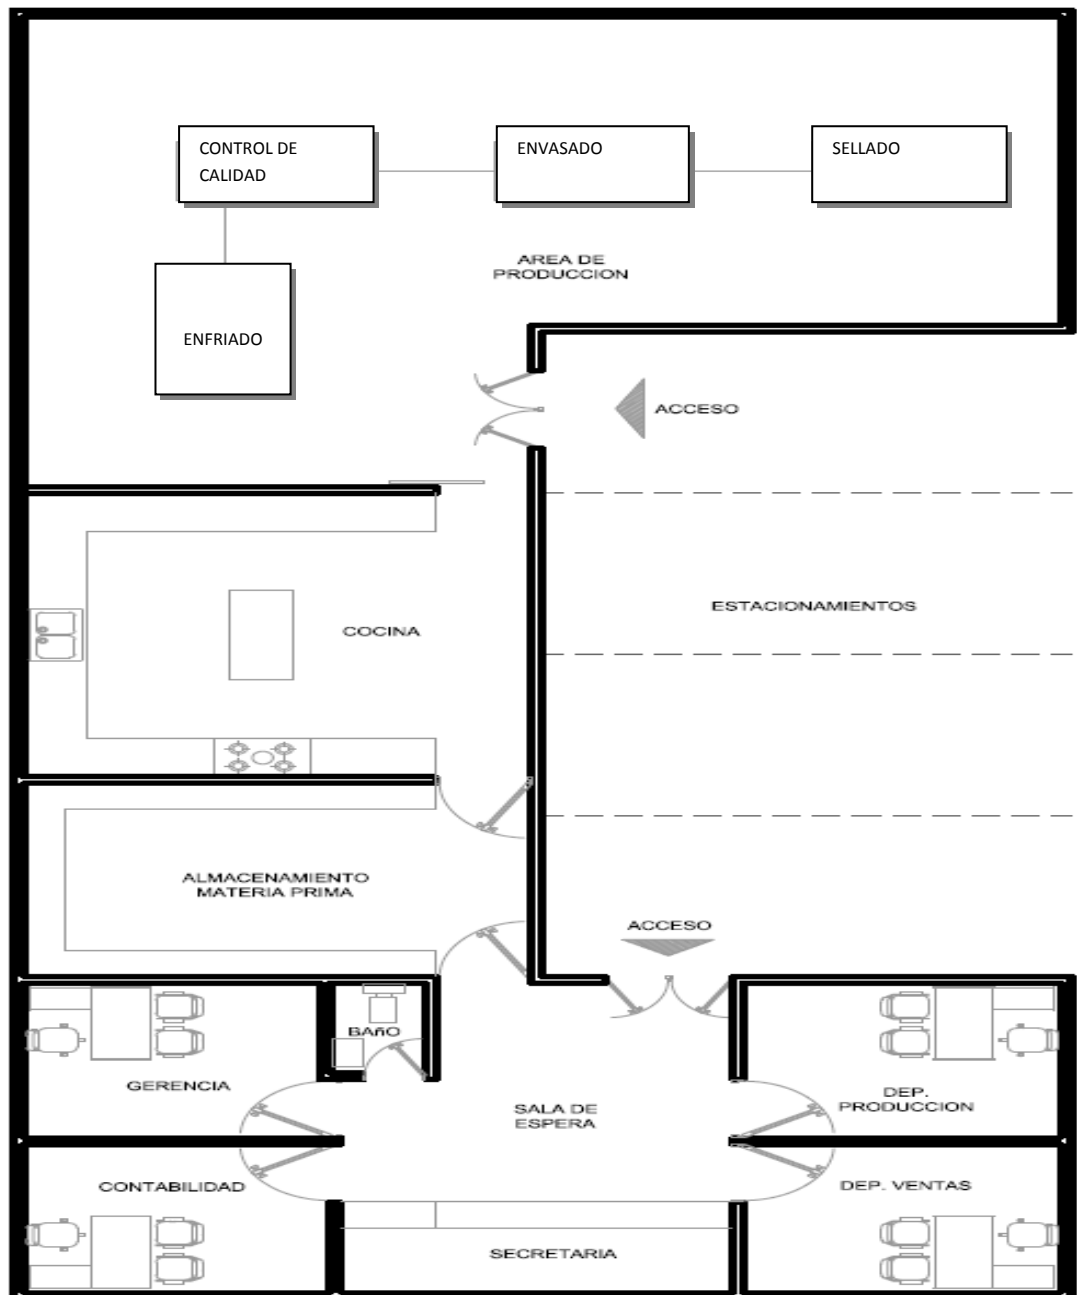 CONTROL DE
CALIDAD
ENVASADO
SELLADO
AREA DE
PRODUCCION
ENFRIADO
ACCESO
ESTACIONAMIENTOS
COCINA
ALMACENAMIENTO
MATERIA PRIMA
ACCESO
BAñO
GERENCIA
SALA DE
ESPERA
DEP.
PRODUCCION
CONTABILIDAD
DEP. VENTAS
SECRETARIA